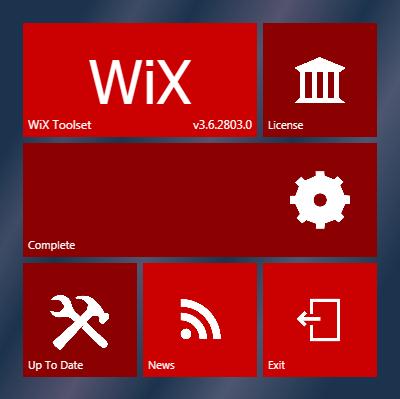 WiX
WiX Toolset v3.6.2803.0
License
Complete
Up To Date
News
Exit